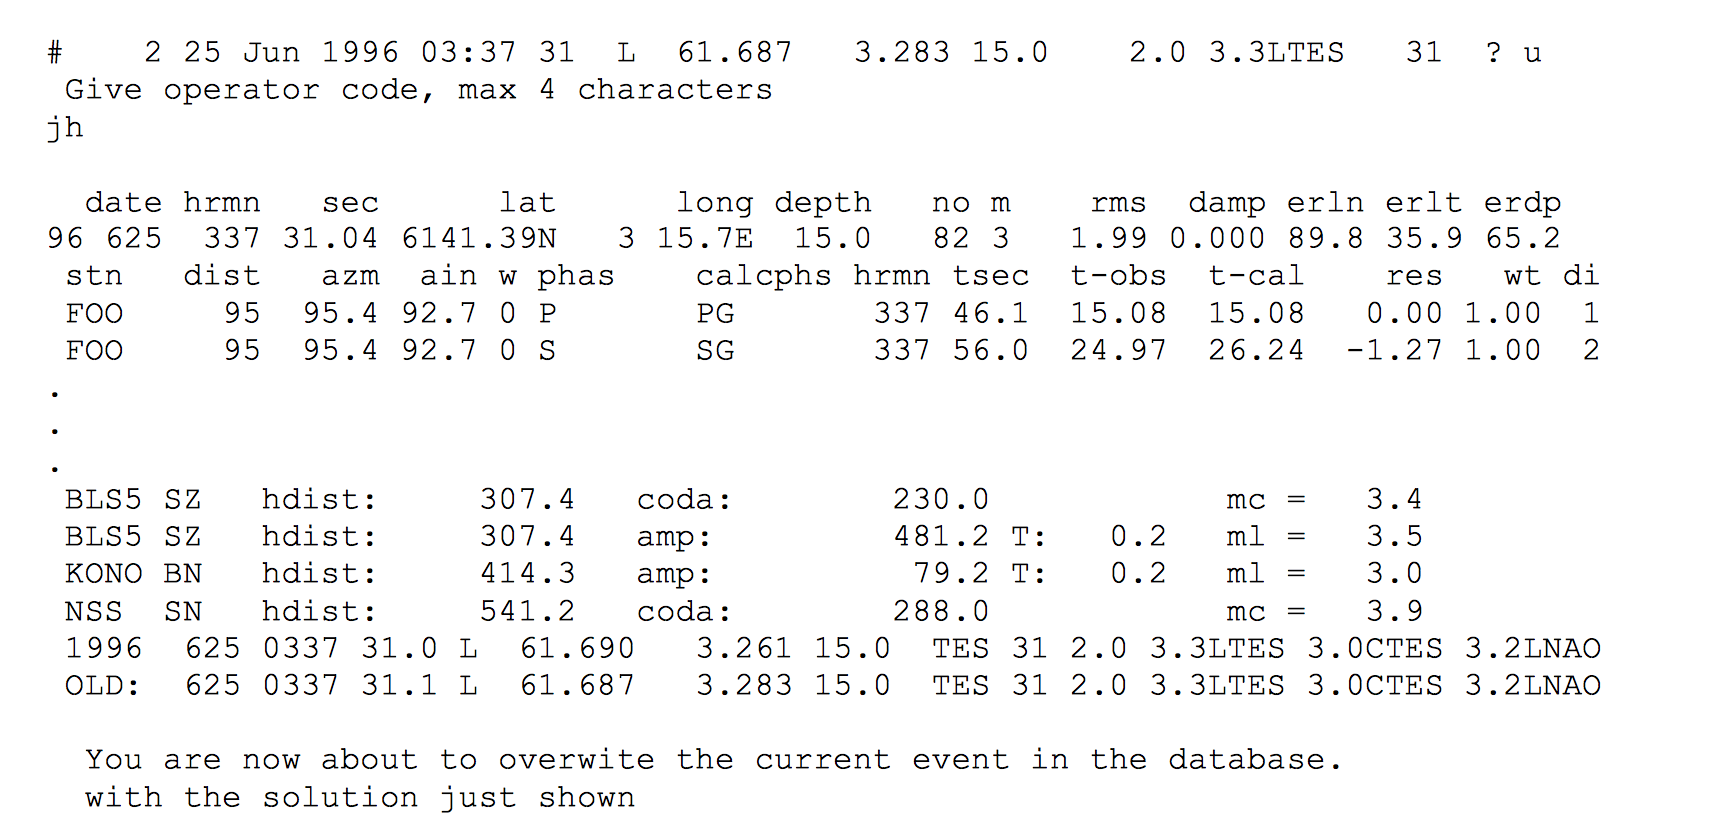 #    2 25 Jun 1996 03:37 31  L  61.687   3.283 15.0    2.0 3.3LTES   31  ? u
 Give operator code, max 4 characters
jh

  date hrmn   sec      lat      long depth   no m    rms  damp erln erlt erdp
96 625  337 31.04 6141.39N   3 15.7E  15.0   82 3   1.99 0.000 89.8 35.9 65.2
 stn   dist   azm  ain w phas    calcphs hrmn tsec  t-obs  t-cal    res   wt di
 FOO     95  95.4 92.7 0 P       PG       337 46.1  15.08  15.08   0.00 1.00  1
 FOO     95  95.4 92.7 0 S       SG       337 56.0  24.97  26.24  -1.27 1.00  2
.
.
.
 BLS5 SZ   hdist:     307.4   coda:        230.0            mc =   3.4
 BLS5 SZ   hdist:     307.4   amp:         481.2 T:   0.2   ml =   3.5
 KONO BN   hdist:     414.3   amp:          79.2 T:   0.2   ml =   3.0
 NSS  SN   hdist:     541.2   coda:        288.0            mc =   3.9
 1996  625 0337 31.0 L  61.690   3.261 15.0  TES 31 2.0 3.3LTES 3.0CTES 3.2LNAO
 OLD:  625 0337 31.1 L  61.687   3.283 15.0  TES 31 2.0 3.3LTES 3.0CTES 3.2LNAO

  You are now about to overwite the current event in the database.
  with the solution just shown